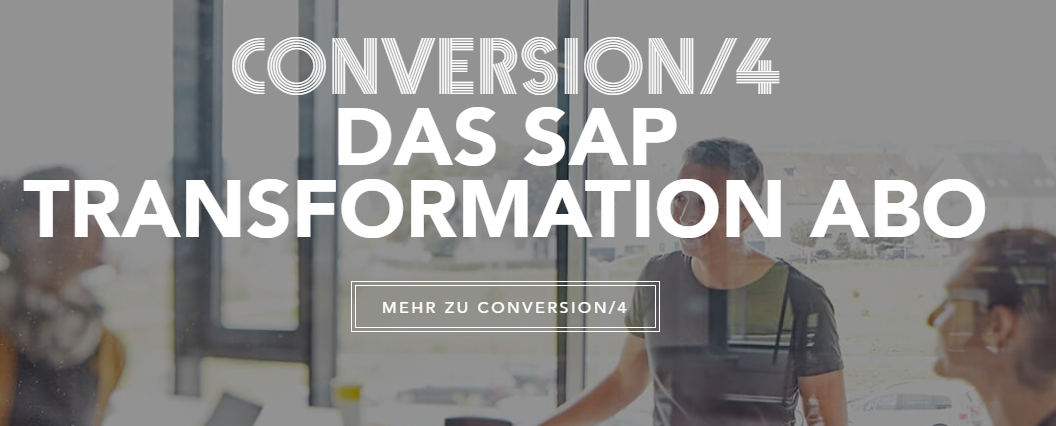 CONVERSION/4
DAS SAP
TRANSFORMATION ABO
MEHR ZU CONVERSION/4